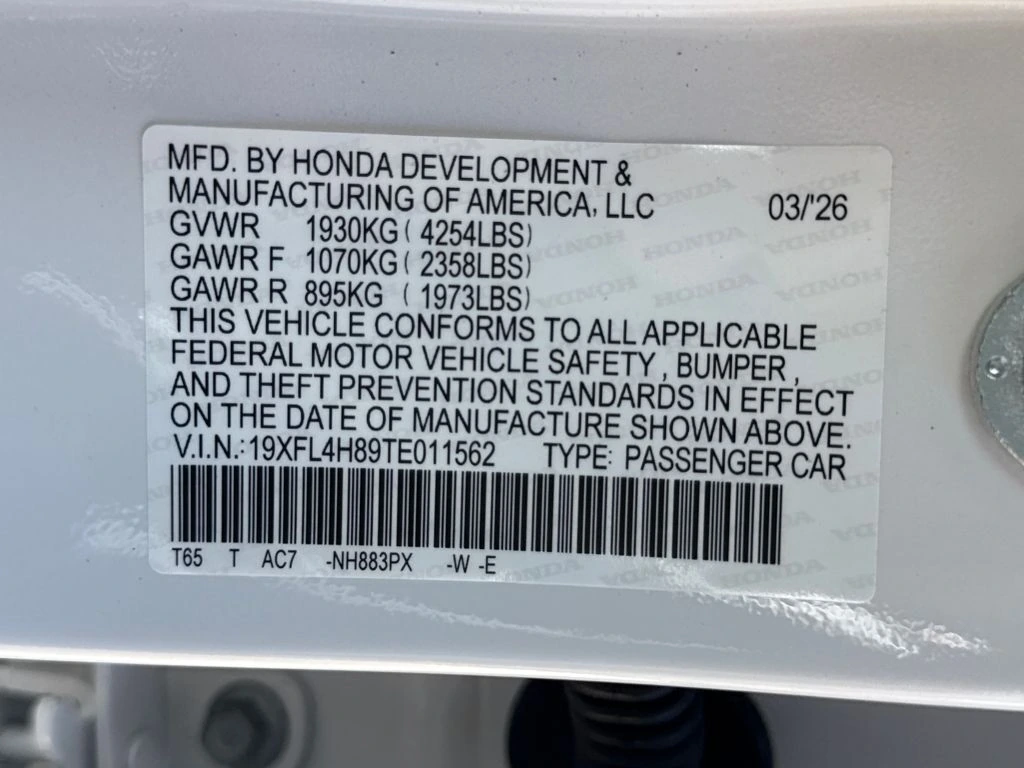 MFD. BY HONDA DEVELOPMENT &
MANUFACTURING OF AMERICA, LLC 03/'26
GVWR 1930KG ( 4254LBS)
GAWR F 1070KG ( 2358LBS)
GAWR R 895KG ( 1973LBS)
THIS VEHICLE CONFORMS TO ALL APPLICABLE
FEDERAL MOTOR VEHICLE SAFETY , BUMPER ,
AND THEFT PREVENTION STANDARDS IN EFFECT
ON THE DATE OF MANUFACTURE SHOWN ABOVE.
V.I.N.: 19XFL4H89TE011562 TYPE: PASSENGER CAR
T65 T AC7 -NH883PX -W -E